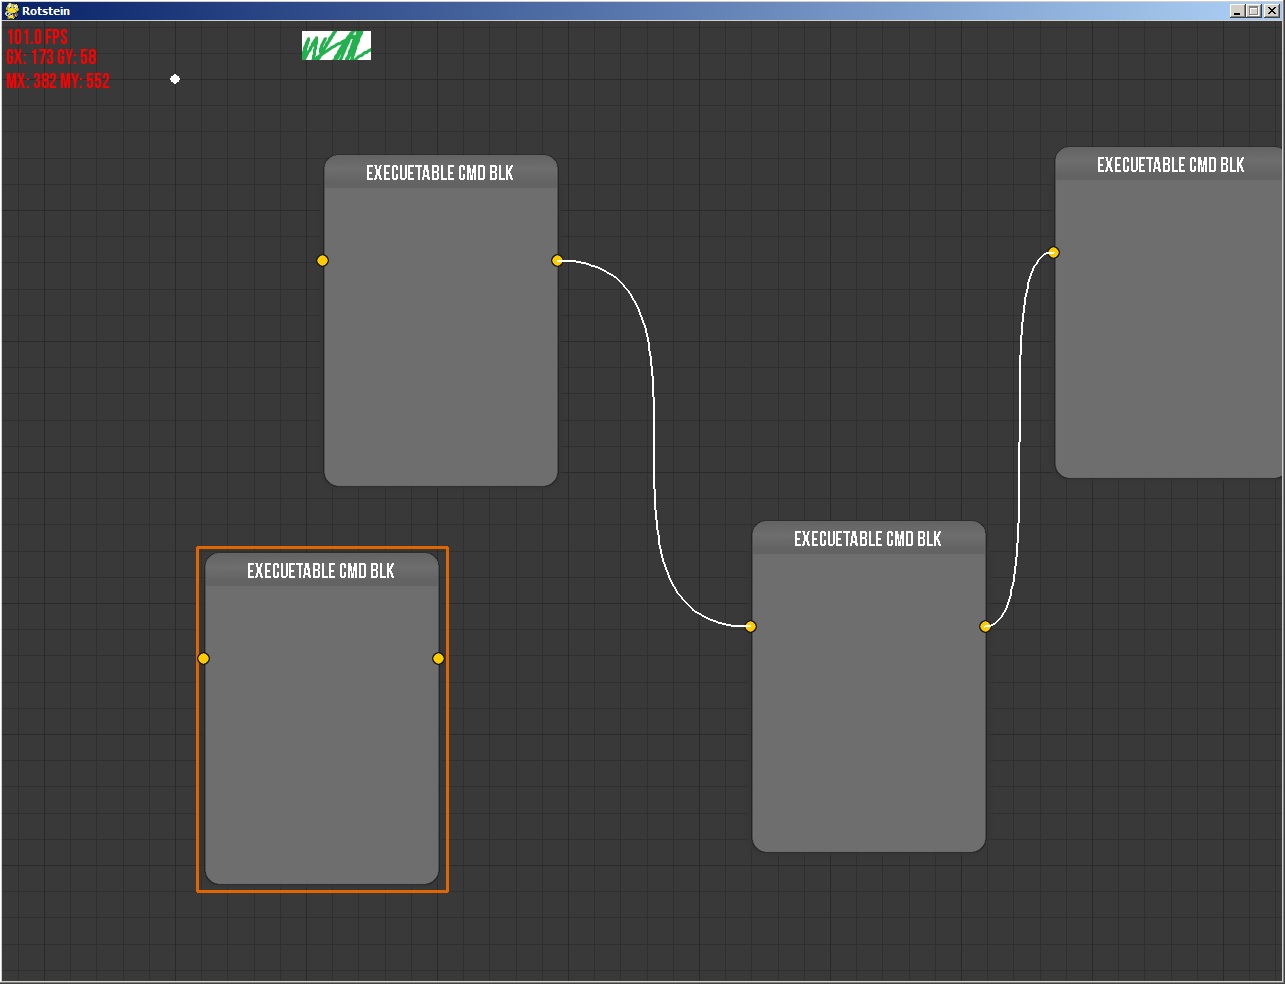 Rotstein
101.0 FPS
GX: 173 GY: 58
MX: 382 MY: 552
EXECUETABLE CMD BLK
EXECUETABLE CMD BLK
EXECUETABLE CMD BLK
EXECUETABLE CMD BLK